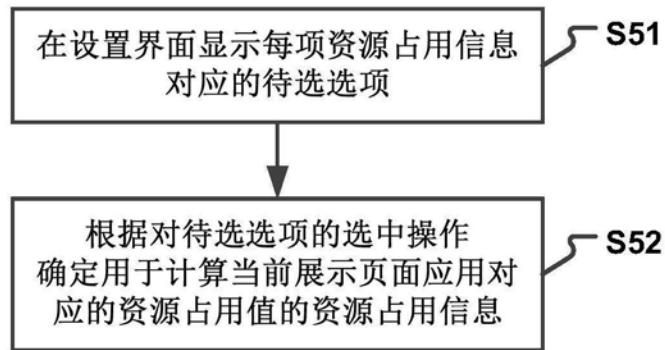 在设置界面显示每项资源占用信息
对应的待选选项
S51
根据对待选选项的选中操作
确定用于计算当前展示页面应用对
应的资源占用值的资源占用信息
S52